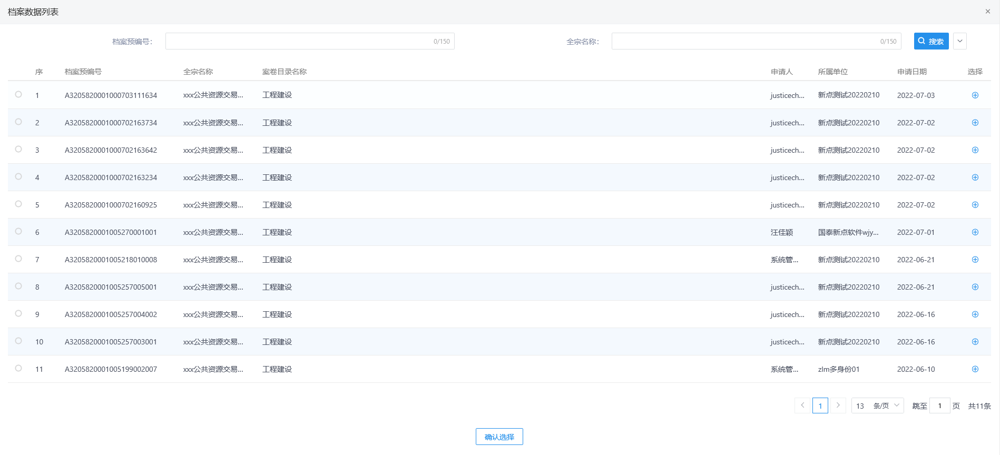 档案数据列表
档案预编号： 0/150 全宗名称： 0/150 搜索
序 档案预编号 全宗名称 案卷目录名称 申请人 所属单位 申请日期 选择
1 A3205820001000703111634 xxx公共资源交易... 工程建设 justicech... 新点测试20220210 2022-07-03
2 A3205820001000702163734 xxx公共资源交易... 工程建设 justicech... 新点测试20220210 2022-07-02
3 A3205820001000702163642 xxx公共资源交易... 工程建设 justicech... 新点测试20220210 2022-07-02
4 A3205820001000702163234 xxx公共资源交易... 工程建设 justicech... 新点测试20220210 2022-07-02
5 A3205820001000702160925 xxx公共资源交易... 工程建设 justicech... 新点测试20220210 2022-07-02
6 A3205820001005270001001 xxx公共资源交易... 工程建设 汪佳颖 国泰新点软件wjy... 2022-07-01
7 A3205820001005218010008 xxx公共资源交易... 工程建设 系统管... 新点测试20220210 2022-06-21
8 A3205820001005257005001 xxx公共资源交易... 工程建设 justicech... 新点测试20220210 2022-06-21
9 A3205820001005257004002 xxx公共资源交易... 工程建设 justicech... 新点测试20220210 2022-06-16
10 A3205820001005257003001 xxx公共资源交易... 工程建设 justicech... 新点测试20220210 2022-06-16
11 A3205820001005199002007 xxx公共资源交易... 工程建设 系统管... zlm多身份01 2022-06-10
1 13 条/页 跳至 1 页 共11条
确认选择